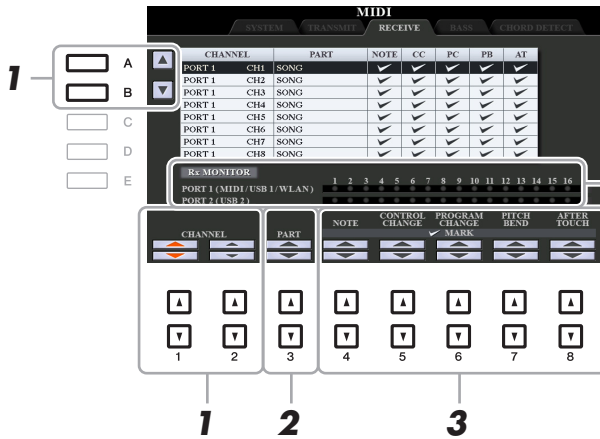 MIDI
SYSTEM TRANSMIT RECEIVE BASS CHORD DETECT
1
A
B
C
D
E
CHANNEL PART NOTE CC PC PB AT
PORT 1 CH1 SONG
PORT 1 CH2 SONG
PORT 1 CH3 SONG
PORT 1 CH4 SONG
PORT 1 CH5 SONG
PORT 1 CH6 SONG
PORT 1 CH7 SONG
PORT 1 CH8 SONG
Rx MONITOR
1 2 3 4 5 6 7 8 9 10 11 12 13 14 15 16
PORT 1 (MIDI/USB 1/WLAN)
PORT 2 (USB 2)
CHANNEL PART NOTE CONTROL CHANGE PROGRAM CHANGE PITCH BEND AFTER TOUCH
MARK
1 2 3 4 5 6 7 8
1 2 3